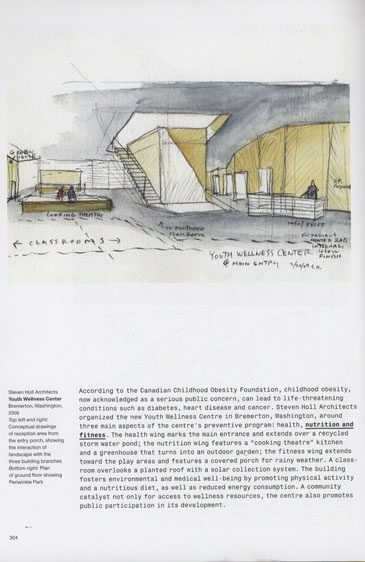 GREEN
HOUSE
COOKING THEATRE
← CLASSROOMS →
TO PENTHOUSE
CLASSROOM
INFO/RECEP.
YOUTH WELLNESS CENTER
@ MAIN ENTRY
RADIANT
HEATED SLAB
INTEGRAL
FINISH
Steven Holl Architects
Youth Wellness Center
Bremerton, Washington,
2009
Top left and right:
Conceptual drawings
of reception area from
the entry porch, showing
the interaction of
landscape with the
three building branches
Bottom right: Plan
of ground floor showing
Periwinkle Park
According to the Canadian Childhood Obesity Foundation, childhood obesity,
now acknowledged as a serious public concern, can lead to life-threatening
conditions such as diabetes, heart disease and cancer. Steven Holl Architects
organized the new Youth Wellness Centre in Bremerton, Washington, around
three main aspects of the centre's preventive program: health, nutrition and
fitness. The health wing marks the main entrance and extends over a recycled
storm water pond; the nutrition wing features a "cooking theatre" kitchen
and a greenhouse that turns into an outdoor garden; the fitness wing extends
toward the play areas and features a covered porch for rainy weather. A class-
room overlooks a planted roof with a solar collection system. The building
fosters environmental and medical well-being by promoting physical activity
and a nutritious diet, as well as reduced energy consumption. A community
catalyst not only for access to wellness resources, the centre also promotes
public participation in its development.
304